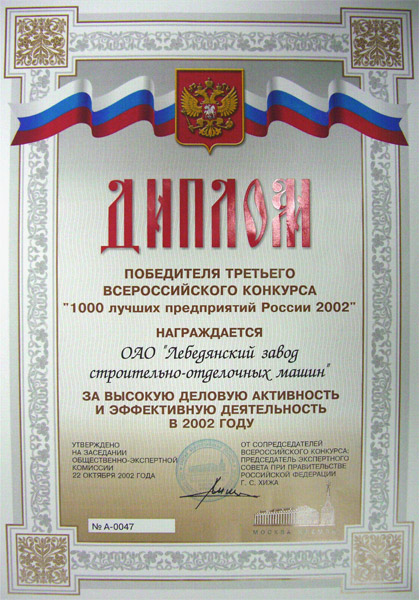 ДИПЛОМ
ПОБЕДИТЕЛЯ ТРЕТЬЕГО
ВСЕРОССИЙСКОГО КОНКУРСА
"1000 лучших предприятий России 2002"
НАГРАЖДАЕТСЯ
ОАО "Лебедянский завод
строительно-отделочных машин"
ЗА ВЫСОКУЮ ДЕЛОВУЮ АКТИВНОСТЬ
И ЭФФЕКТИВНУЮ ДЕЯТЕЛЬНОСТЬ
В 2002 ГОДУ
УТВЕРЖДЕНО
НА ЗАСЕДАНИИ
ОБЩЕСТВЕННО-ЭКСПЕРТНОЙ
КОМИССИИ
22 ОКТЯБРЯ 2002 ГОДА
ОТ СОПРЕДСЕДАТЕЛЕЙ
ВСЕРОССИЙСКОГО КОНКУРСА:
ПРЕДСЕДАТЕЛЬ ЭКСПЕРТНОГО
СОВЕТА ПРИ ПРАВИТЕЛЬСТВЕ
РОССИЙСКОЙ ФЕДЕРАЦИИ
Г. С. ХИЖА
№ А-0047
МОСКВА